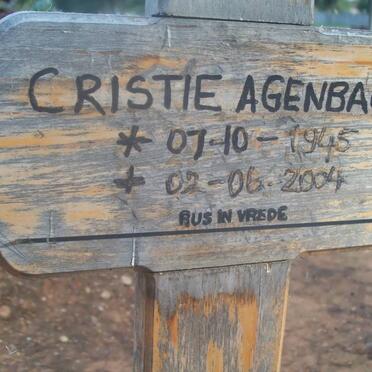 CRISTIE AGENBA
* 07-10-1945
+ 02-06-2004
RUS IN VREDE